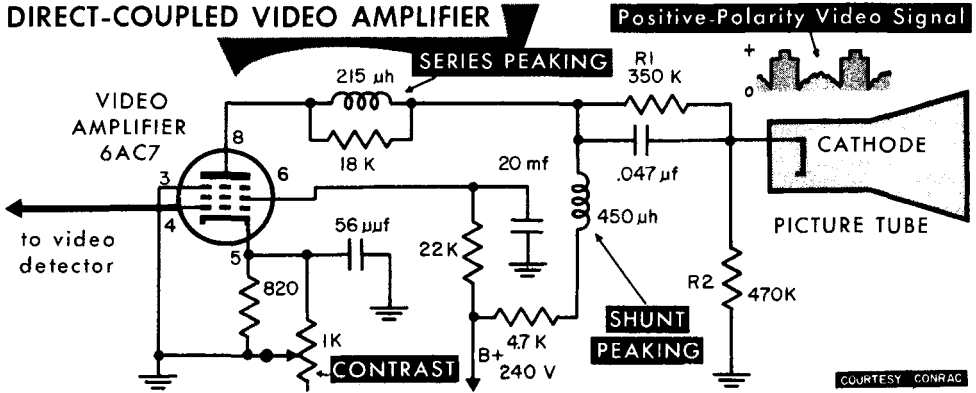 DIRECT-COUPLED VIDEO AMPLIFIER
Positive-Polarity Video Signal
SERIES PEAKING
215 µh
R1
350 K
+
o
VIDEO
AMPLIFIER
6AC7
8
18 K
CATHODE
3
6
20 mf
.047 µf
4
450 µh
PICTURE TUBE
to video
detector
5
56 µµf
22K
820
R2
470K
1K
4.7 K
SHUNT
PEAKING
CONTRAST
B+
240 V
COURTESY CONRAC